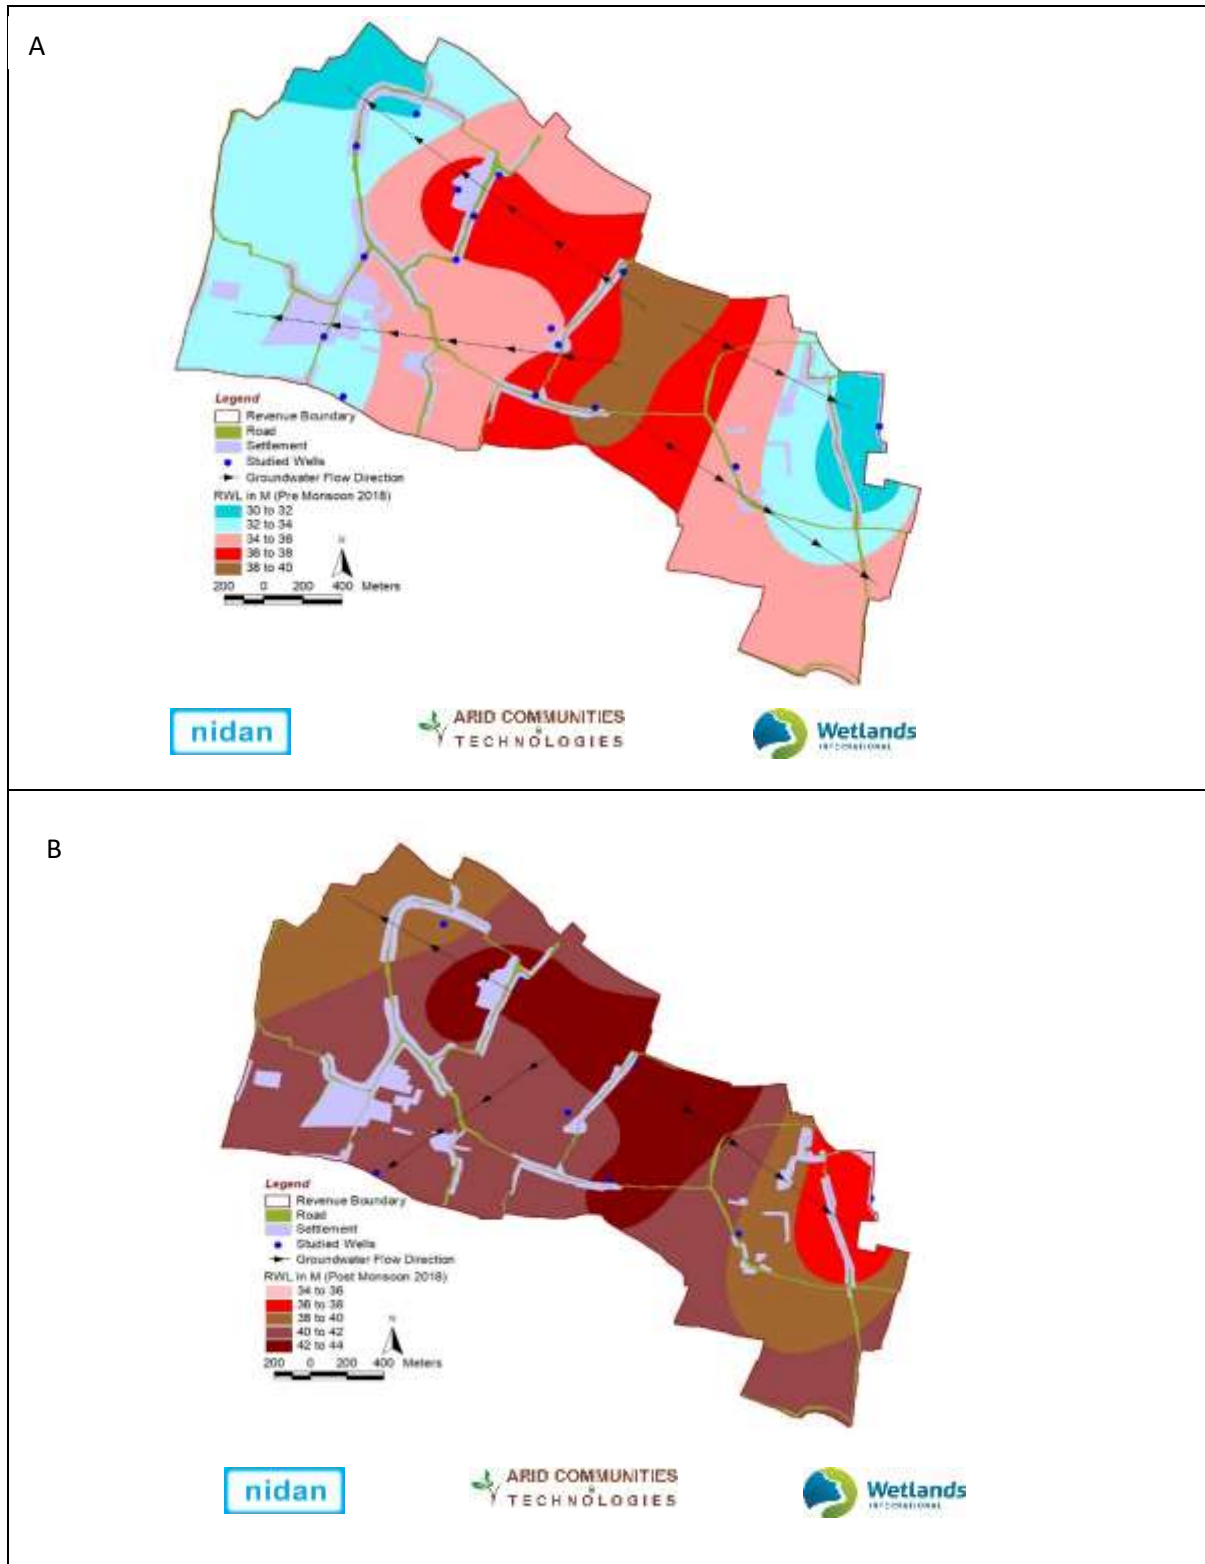 A
Legend
Revenue Boundary
Road
Settlement
Studied Wells
Groundwater Flow Direction
RWL in M (Pre Monsoon 2018)
30 to 32
32 to 34
34 to 36
36 to 38
38 to 40
N
200 0 200 400 Meters
nidan
ARID COMMUNITIES
&
TECHNOLOGIES
Wetlands
INTERNATIONAL
B
Legend
Revenue Boundary
Road
Settlement
Studied Wells
Groundwater Flow Direction
RWL in M (Post Monsoon 2018)
34 to 36
36 to 38
38 to 40
40 to 42
42 to 44
N
200 0 200 400 Meters
nidan
ARID COMMUNITIES
&
TECHNOLOGIES
Wetlands
INTERNATIONAL